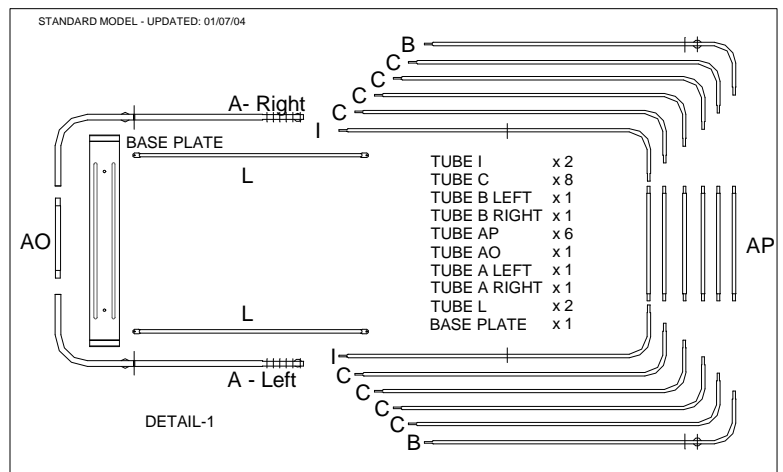 STANDARD MODEL - UPDATED: 01/07/04
B
C
C
C
C
I
A- Right
BASE PLATE
L
AO
TUBE I x 2
TUBE C x 8
TUBE B LEFT x 1
TUBE B RIGHT x 1
TUBE AP x 6
TUBE AO x 1
TUBE A LEFT x 1
TUBE A RIGHT x 1
TUBE L x 2
BASE PLATE x 1
AP
L
I
A - Left
C
C
C
C
B
DETAIL-1